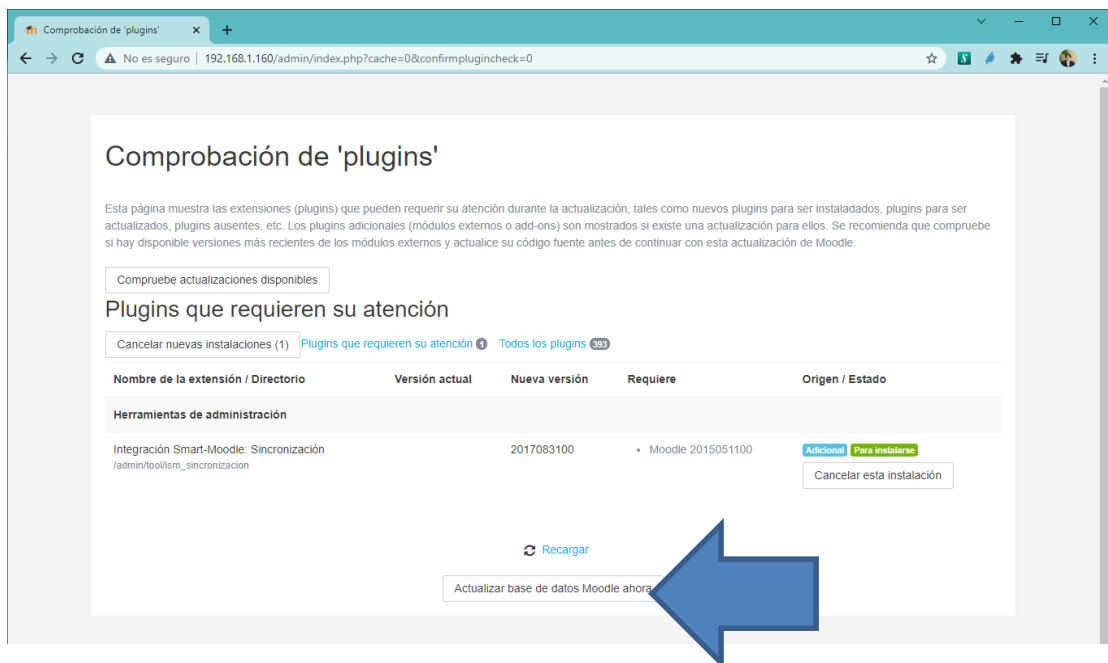 Comprobación de 'plugins'
No es seguro | 192.168.1.160/admin/index.php?cache=0&confirmplugincheck=0
Comprobación de 'plugins'
Esta página muestra las extensiones (plugins) que pueden requerir su atención durante la actualización, tales como nuevos plugins para ser instaladados, plugins para ser
actualizados, plugins ausentes, etc. Los plugins adicionales (módulos externos o add-ons) son mostrados si existe una actualización para ellos. Se recomienda que compruebe
si hay disponible versiones más recientes de los módulos externos y actualice su código fuente antes de continuar con esta actualización de Moodle.
Compruebe actualizaciones disponibles
Plugins que requieren su atención
Cancelar nuevas instalaciones (1) Plugins que requieren su atención 1 Todos los plugins 393
Nombre de la extensión / Directorio Versión actual Nueva versión Requiere Origen / Estado
Herramientas de administración
Integración Smart-Moodle: Sincronización 2017083100 • Moodle 2015051100 Adicional Para instalarse
/admin/tool/ism_sincronizacion
Cancelar esta instalación
Recargar
Actualizar base de datos Moodle ahora